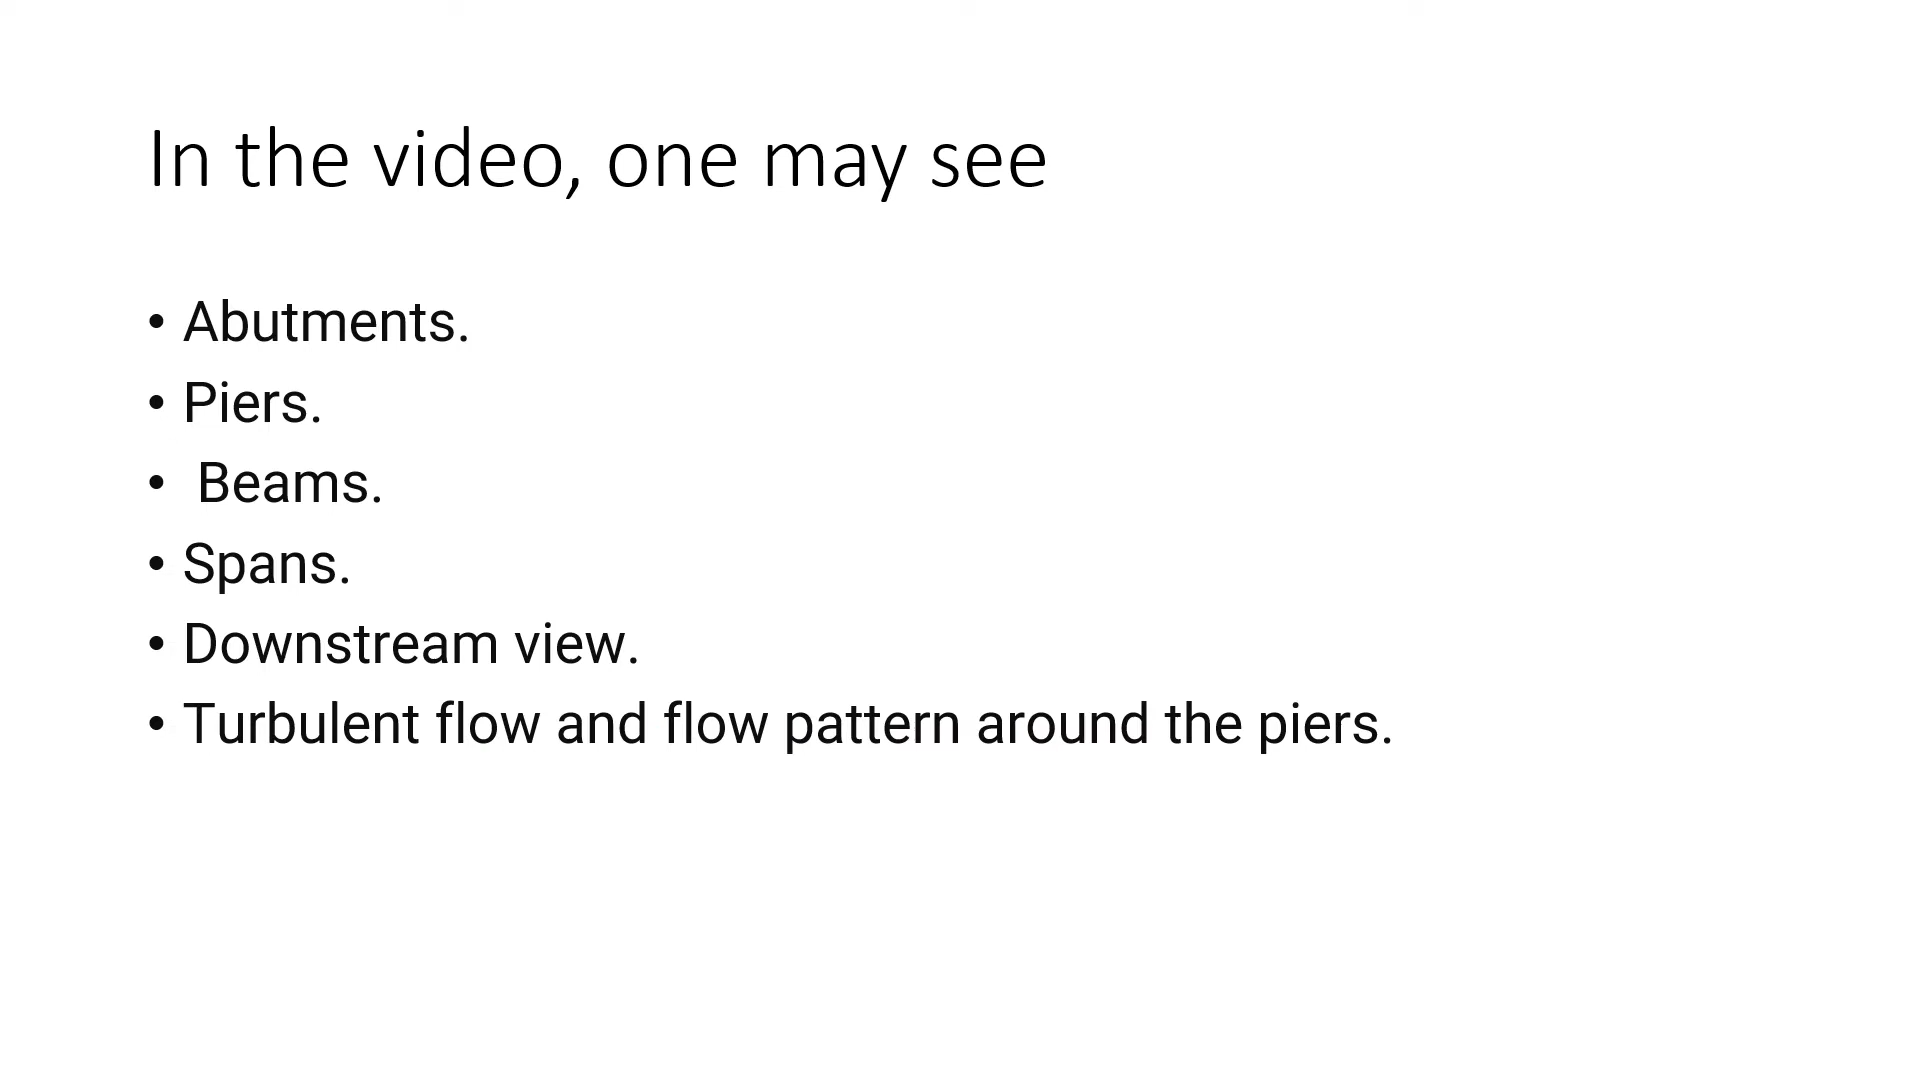 In the video, one may see
• Abutments.
• Piers.
• Beams.
• Spans.
• Downstream view.
• Turbulent flow and flow pattern around the piers.